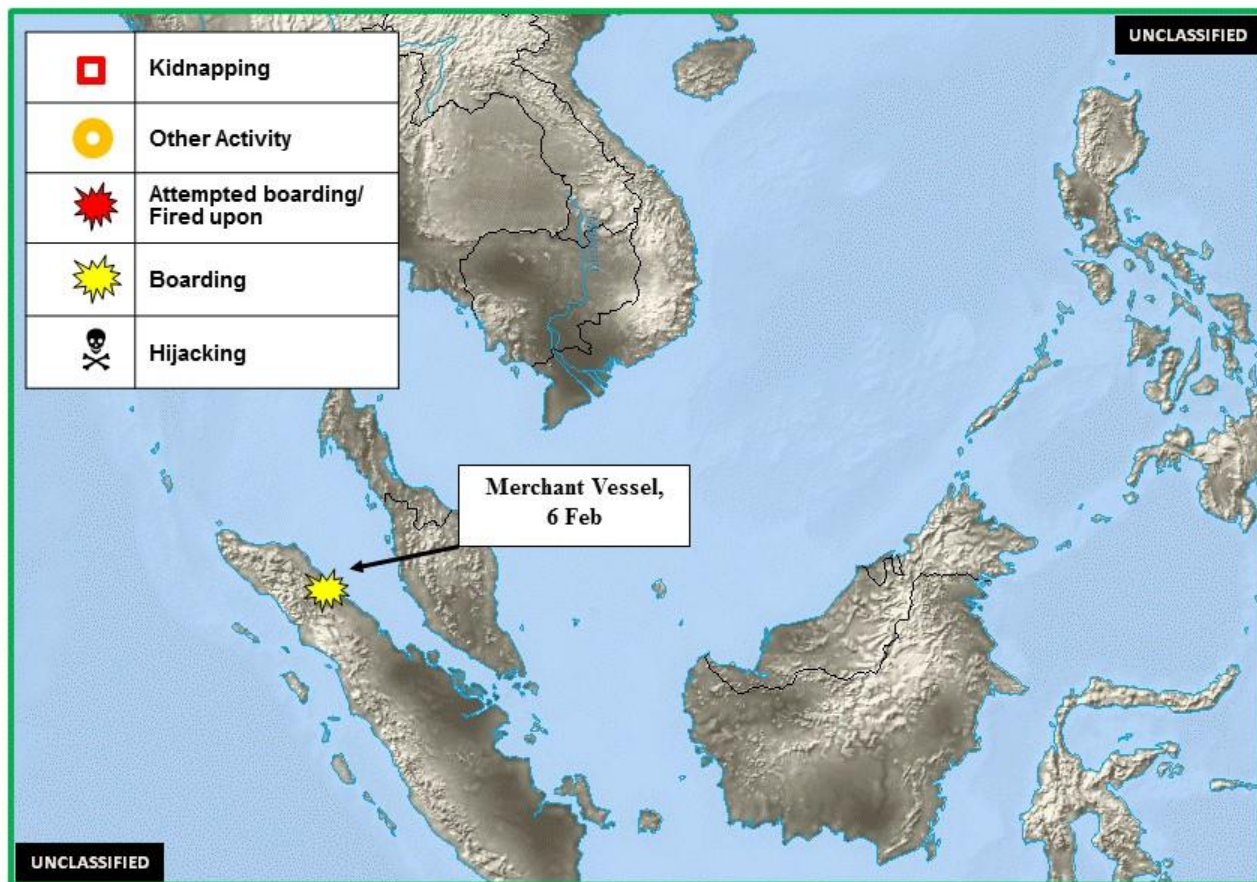 UNCLASSIFIED
Kidnapping
Other Activity
Attempted boarding/
Fired upon
Boarding
Hijacking
Merchant Vessel,
6 Feb
UNCLASSIFIED